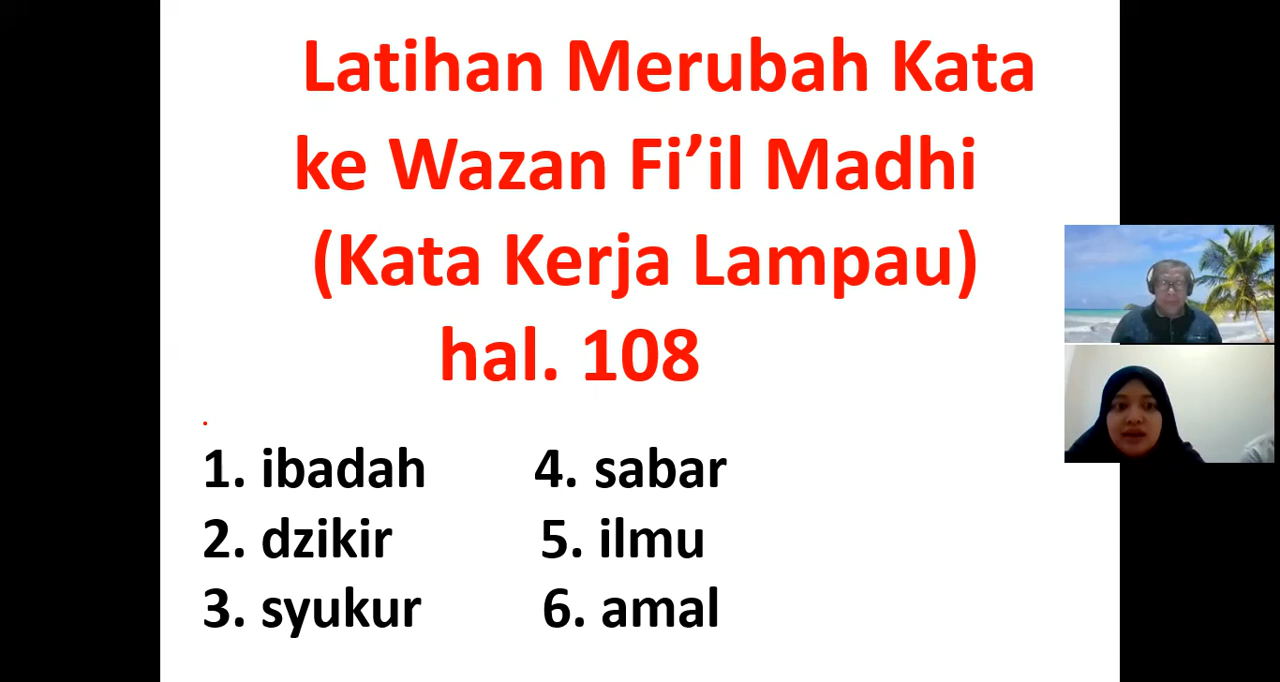 Latihan Merubah Kata
ke Wazan Fi’il Madhi
(Kata Kerja Lampau)
hal. 108
.
1. ibadah 4. sabar
2. dzikir 5. ilmu
3. syukur 6. amal